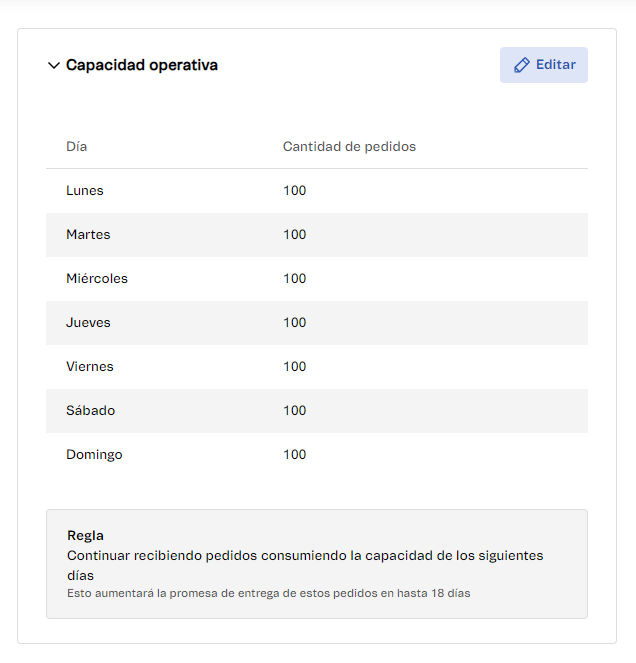 Capacidad operativa
Editar
Día Cantidad de pedidos
Lunes 100
Martes 100
Miércoles 100
Jueves 100
Viernes 100
Sábado 100
Domingo 100
Regla
Continuar recibiendo pedidos consumiendo la capacidad de los siguientes
días
Esto aumentará la promesa de entrega de estos pedidos en hasta 18 días